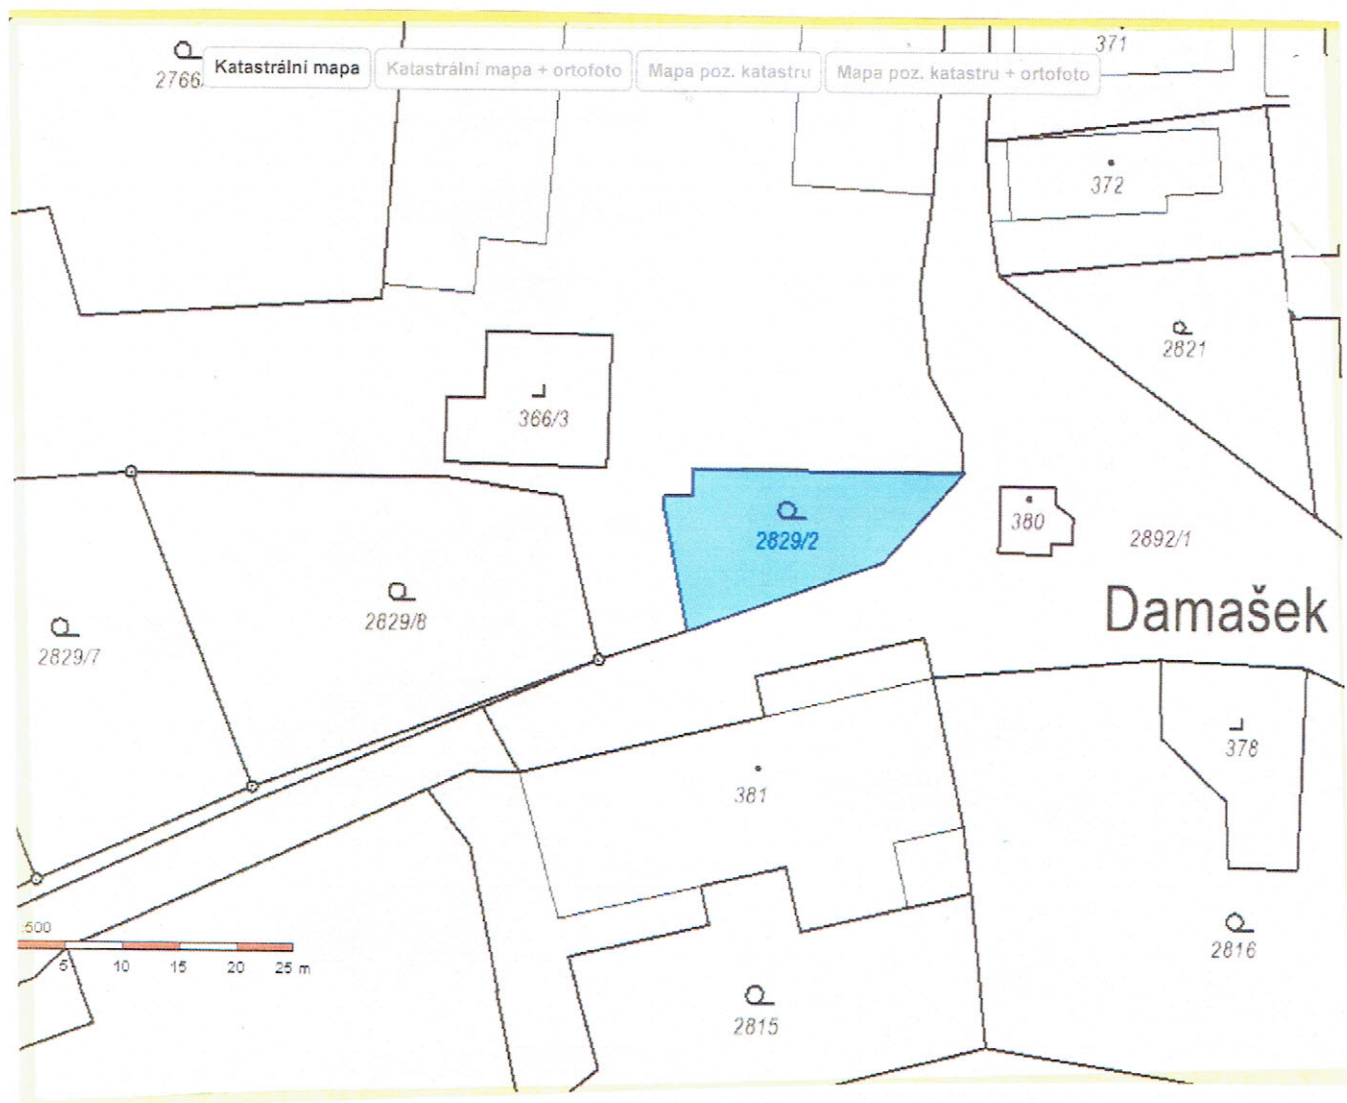 371
2766
Katastrální mapa
Katastrální mapa + ortofoto
Mapa poz. katastru
Mapa poz. katastru + ortofoto
372
2821
366/3
380
2829/2
2892/1
Damašek
2829/8
2829/7
378
381
:500
5 10 15 20 25 m
2816
2815